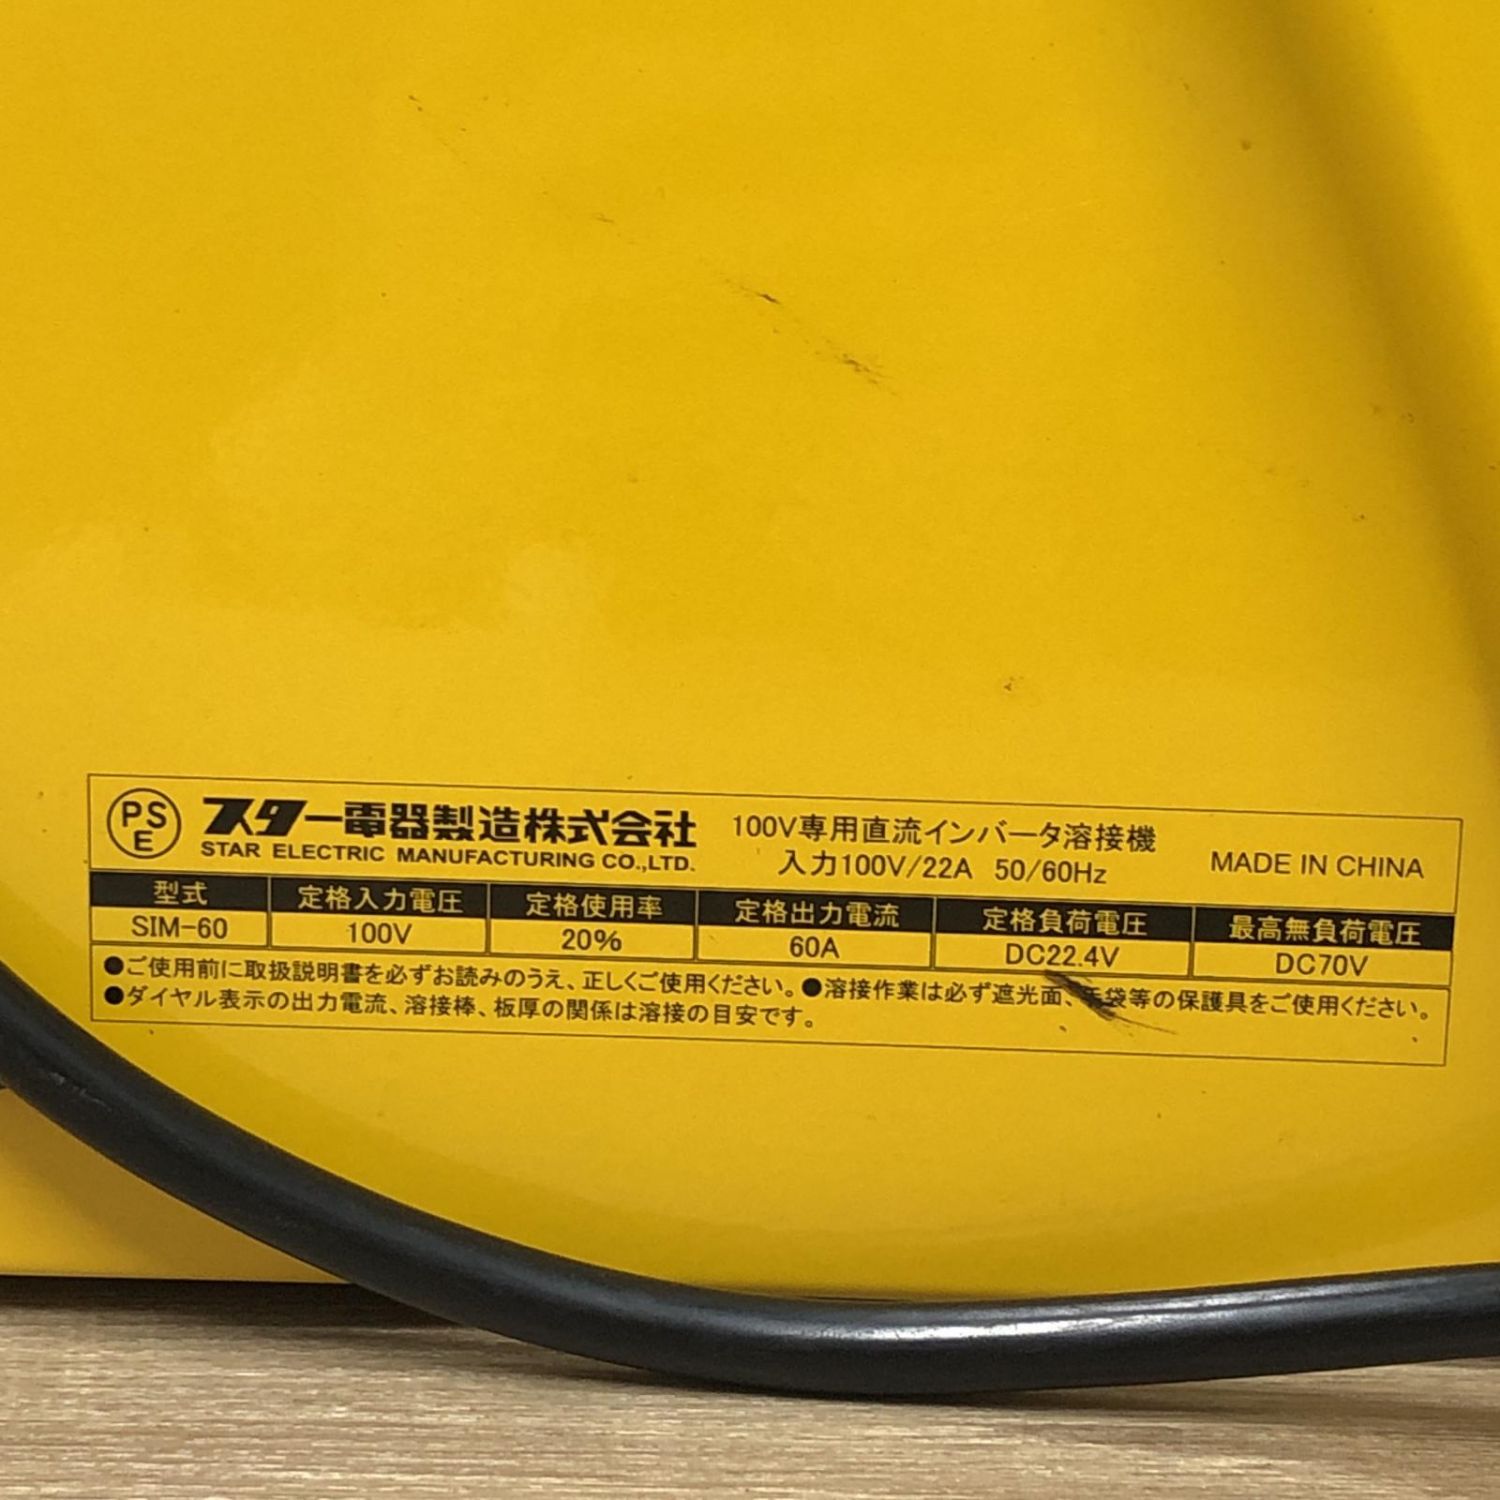 PSE
スター電器製造株式会社
STAR ELECTRIC MANUFACTURING CO.,LTD.
100V専用直流インバータ溶接機
入力100V/22A 50/60Hz
MADE IN CHINA
型式 定格入力電圧 定格使用率 定格出力電流 定格負荷電圧 最高無負荷電圧
SIM-60 100V 20% 60A DC22.4V DC70V
●ご使用前に取扱説明書を必ずお読みのうえ、正しくご使用ください。●溶接作業は必ず遮光面、手袋等の保護具をご使用ください。
●ダイヤル表示の出力電流、溶接棒、板厚の関係は溶接の目安です。